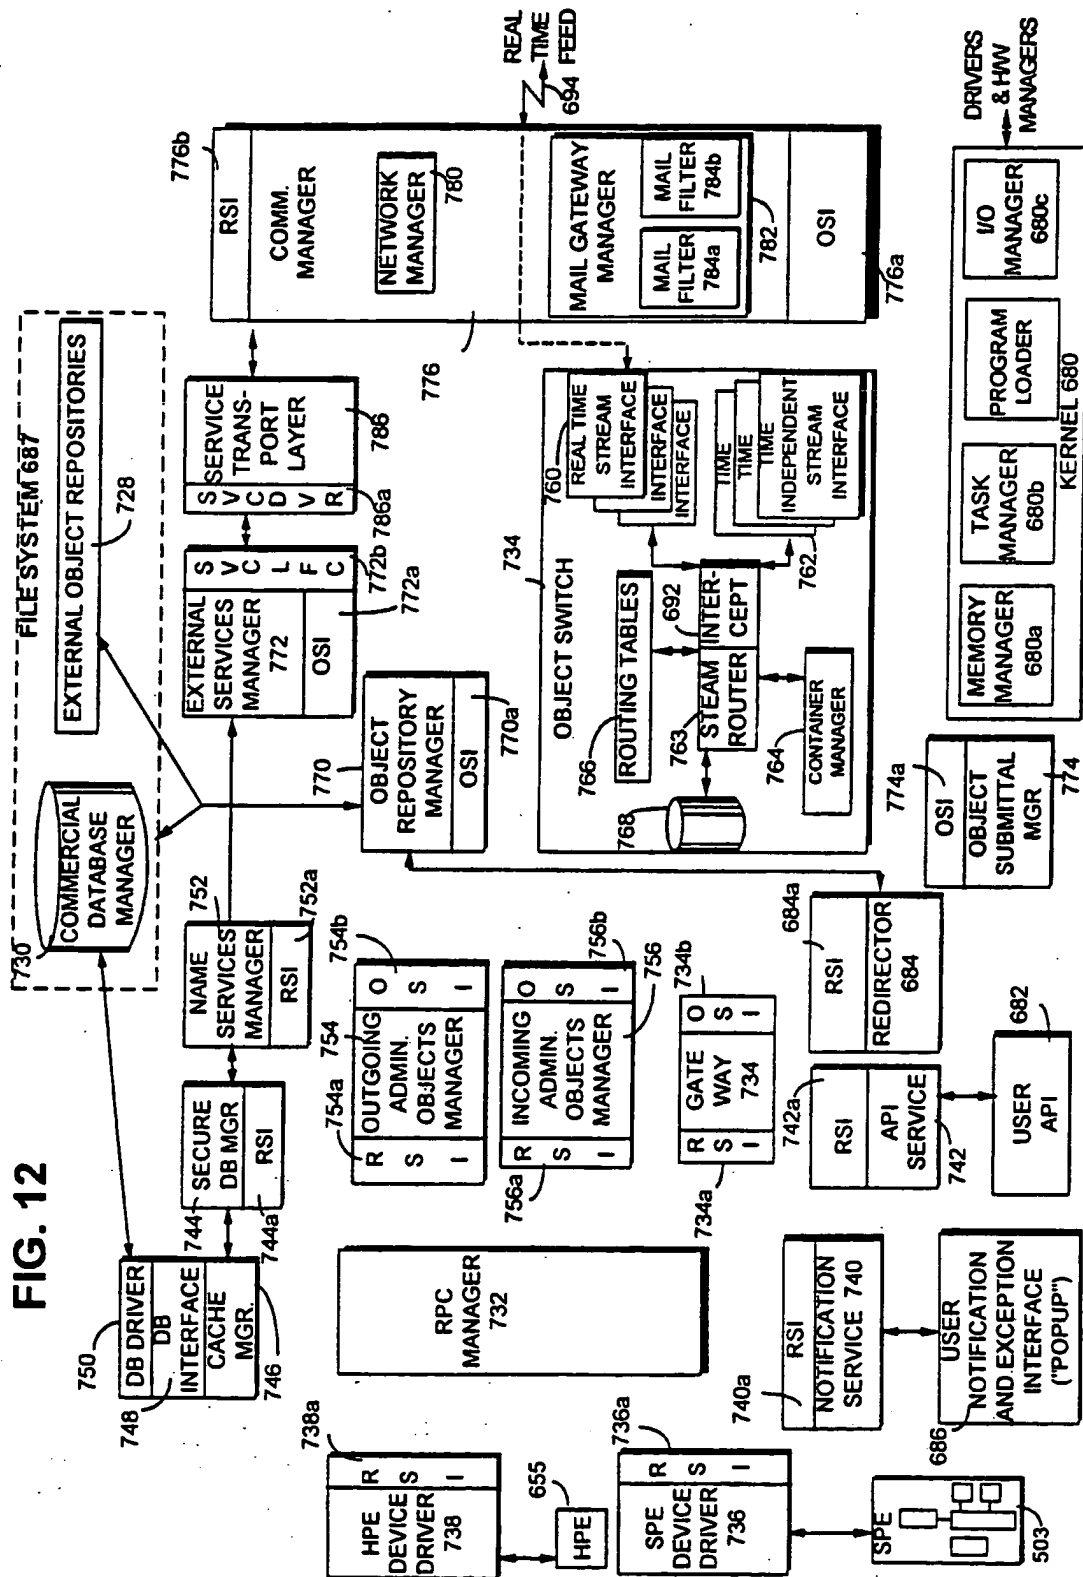 FIG. 12
FILE SYSTEM 687
730
COMMERCIAL
DATABASE
MANAGER
EXTERNAL OBJECT REPOSITORIES
728
750
DB DRIVER
DB
INTERFACE
CACHE
MGR.
748
746
744
SECURE
DB MGR
RSI
744a
NAME
SERVICES
MANAGER
RSI
752
752a
EXTERNAL
SERVICES
MANAGER
772
OSI
S
V
C
L
F
C
772b
772a
S
V
C
D
V
R
786a
SERVICE
TRANS-
PORT
LAYER
786
776b
RSI
COMM.
MANAGER
NETWORK
MANAGER
780
MAIL GATEWAY
MANAGER
MAIL
FILTER
784a
MAIL
FILTER
784b
782
OSI
776a
776
REAL
TIME
FEED
694
738a
HPE
DEVICE
DRIVER
738
R
S
I
655
HPE
736a
SPE
DEVICE
DRIVER
736
R
S
I
SPE
503
RPC
MANAGER
732
754a
754
754b
R
S
I
OUTGOING
ADMIN.
OBJECTS
MANAGER
O
S
I
756a
R
S
I
INCOMING
ADMIN.
OBJECTS
MANAGER
O
S
I
756b
756
734a
R
S
I
GATE
WAY
734
O
S
I
734b
770
OBJECT
REPOSITORY
MANAGER
OSI
770a
734
OBJECT SWITCH
768
766
ROUTING TABLES
763
STEAM
ROUTER
INTER-
CEPT
692
764
CONTAINER
MANAGER
760
REAL TIME
STREAM
INTERFACE
INTERFACE
INTERFACE
TIME
TIME
TIME
INDEPENDENT
STREAM
INTERFACE
762
740a
RSI
NOTIFICATION
SERVICE 740
686
USER
NOTIFICATION
AND EXCEPTION
INTERFACE
("POPUP")
742a
RSI
API
SERVICE
742
USER
API
682
684a
RSI
REDIRECTOR
684
774a
OSI
OBJECT
SUBMITTAL
MGR
774
MEMORY
MANAGER
680a
TASK
MANAGER
680b
PROGRAM
LOADER
I/O
MANAGER
680c
KERNEL 680
DRIVERS
& H/W
MANAGERS